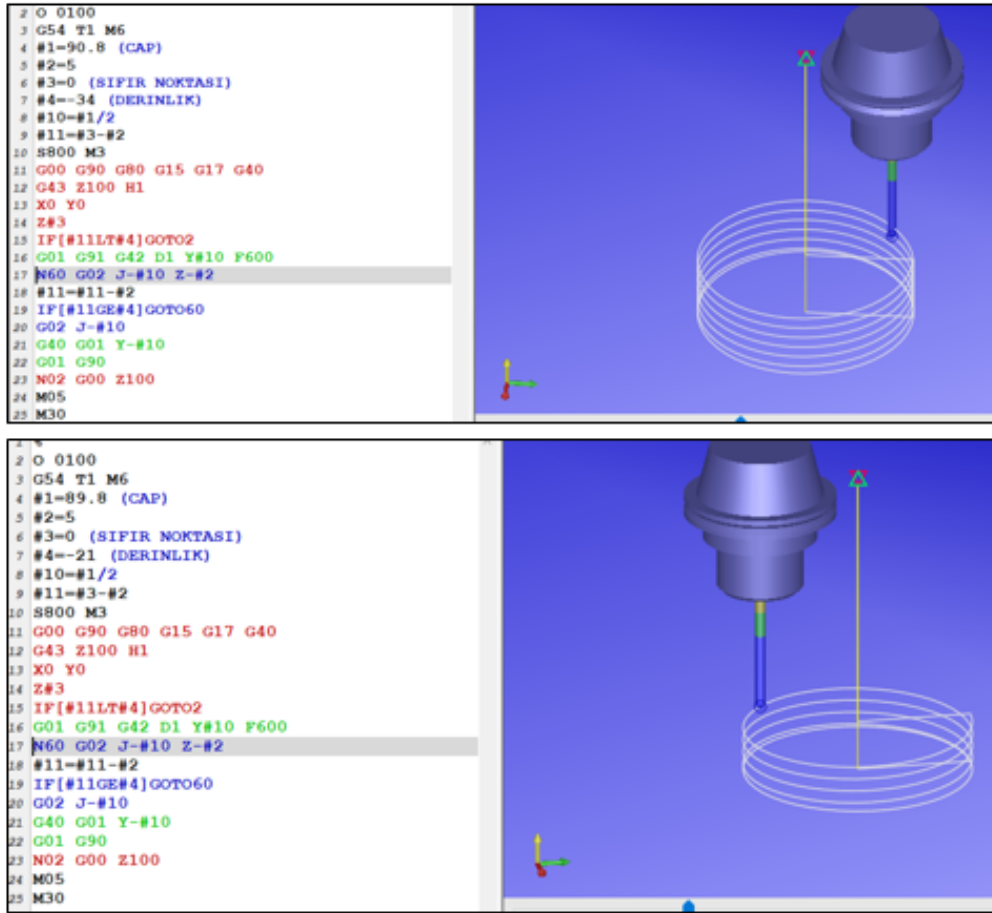 2 O 0100
3 G54 T1 M6
4 #1=90.8 (CAP)
5 #2=5
6 #3=0 (SIFIR NOKTASI)
7 #4=-34 (DERINLIK)
8 #10=#1/2
9 #11=#3-#2
10 S800 M3
11 G00 G90 G80 G15 G17 G40
12 G43 Z100 H1
13 X0 Y0
14 Z#3
15 IF[#11LT#4]GOTO2
16 G01 G91 G42 D1 Y#10 F600
17 N60 G02 J-#10 Z-#2
18 #11=#11-#2
19 IF[#11GE#4]GOTO60
20 G02 J-#10
21 G40 G01 Y-#10
22 G01 G90
23 N02 G00 Z100
24 M05
25 M30
1 %
2 O 0100
3 G54 T1 M6
4 #1=89.8 (CAP)
5 #2=5
6 #3=0 (SIFIR NOKTASI)
7 #4=-21 (DERINLIK)
8 #10=#1/2
9 #11=#3-#2
10 S800 M3
11 G00 G90 G80 G15 G17 G40
12 G43 Z100 H1
13 X0 Y0
14 Z#3
15 IF[#11LT#4]GOTO2
16 G01 G91 G42 D1 Y#10 F600
17 N60 G02 J-#10 Z-#2
18 #11=#11-#2
19 IF[#11GE#4]GOTO60
20 G02 J-#10
21 G40 G01 Y-#10
22 G01 G90
23 N02 G00 Z100
24 M05
25 M30